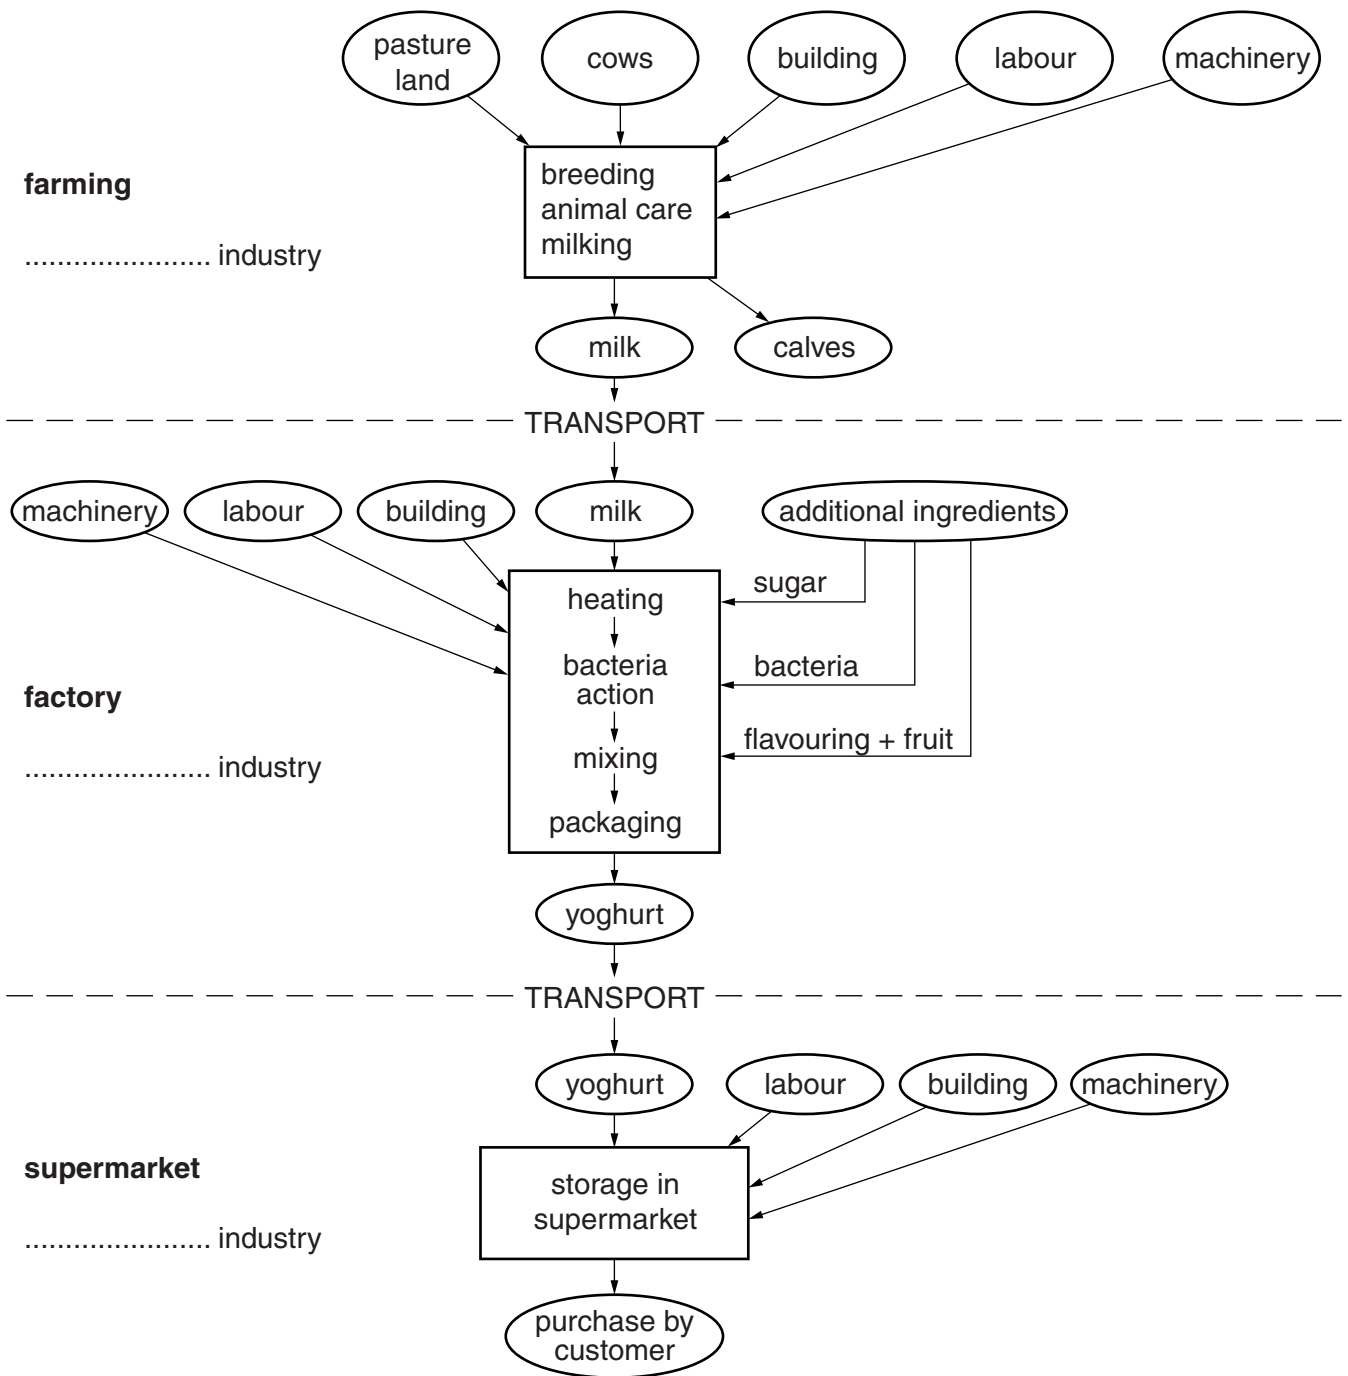 pasture
land
cows
building
labour
machinery
farming
breeding
animal care
milking
....................... industry
milk
calves
TRANSPORT
machinery
labour
building
milk
additional ingredients
heating
sugar
bacteria
action
bacteria
factory
flavouring + fruit
mixing
....................... industry
packaging
yoghurt
TRANSPORT
yoghurt
labour
building
machinery
supermarket
storage in
supermarket
....................... industry
purchase by
customer